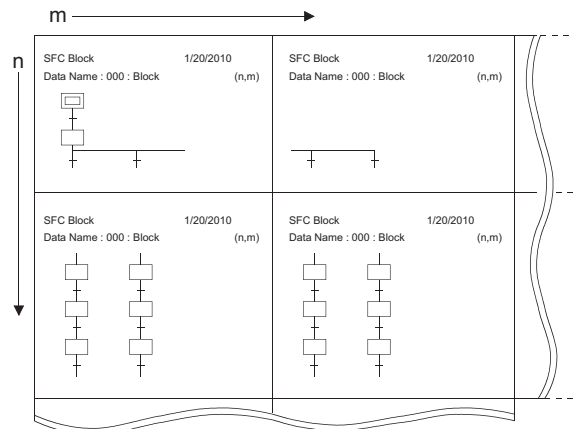 m
n
SFC Block 1/20/2010
Data Name : 000 : Block (n,m)
SFC Block 1/20/2010
Data Name : 000 : Block (n,m)
SFC Block 1/20/2010
Data Name : 000 : Block (n,m)
SFC Block 1/20/2010
Data Name : 000 : Block (n,m)